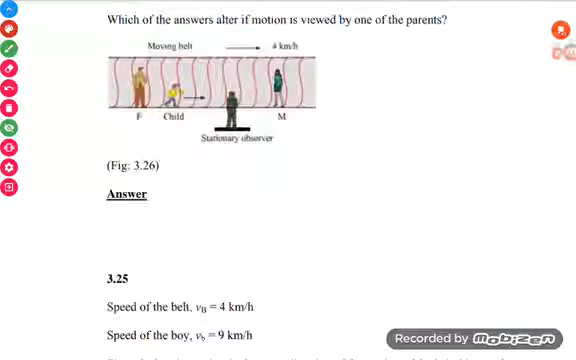 Which of the answers alter if motion is viewed by one of the parents?
Moving belt 4 km/h
F Child M
Stationary observer
(Fig: 3.26)
Answer
3.25
Speed of the belt, vB = 4 km/h
Speed of the boy, vb = 9 km/h
Recorded by mobizen